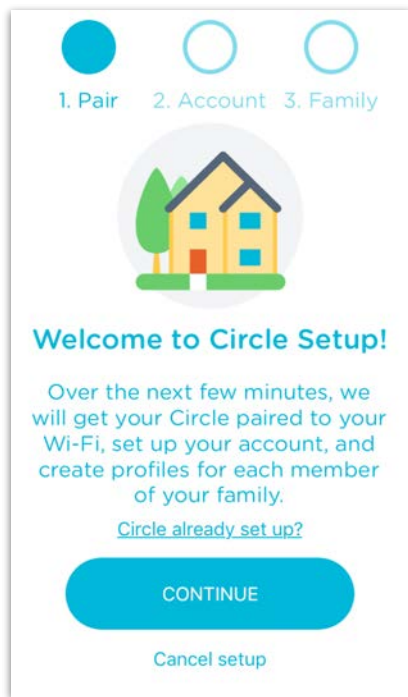 1. Pair 2. Account 3. Family
Welcome to Circle Setup!
Over the next few minutes, we
will get your Circle paired to your
Wi-Fi, set up your account, and
create profiles for each member
of your family.
Circle already set up?
CONTINUE
Cancel setup